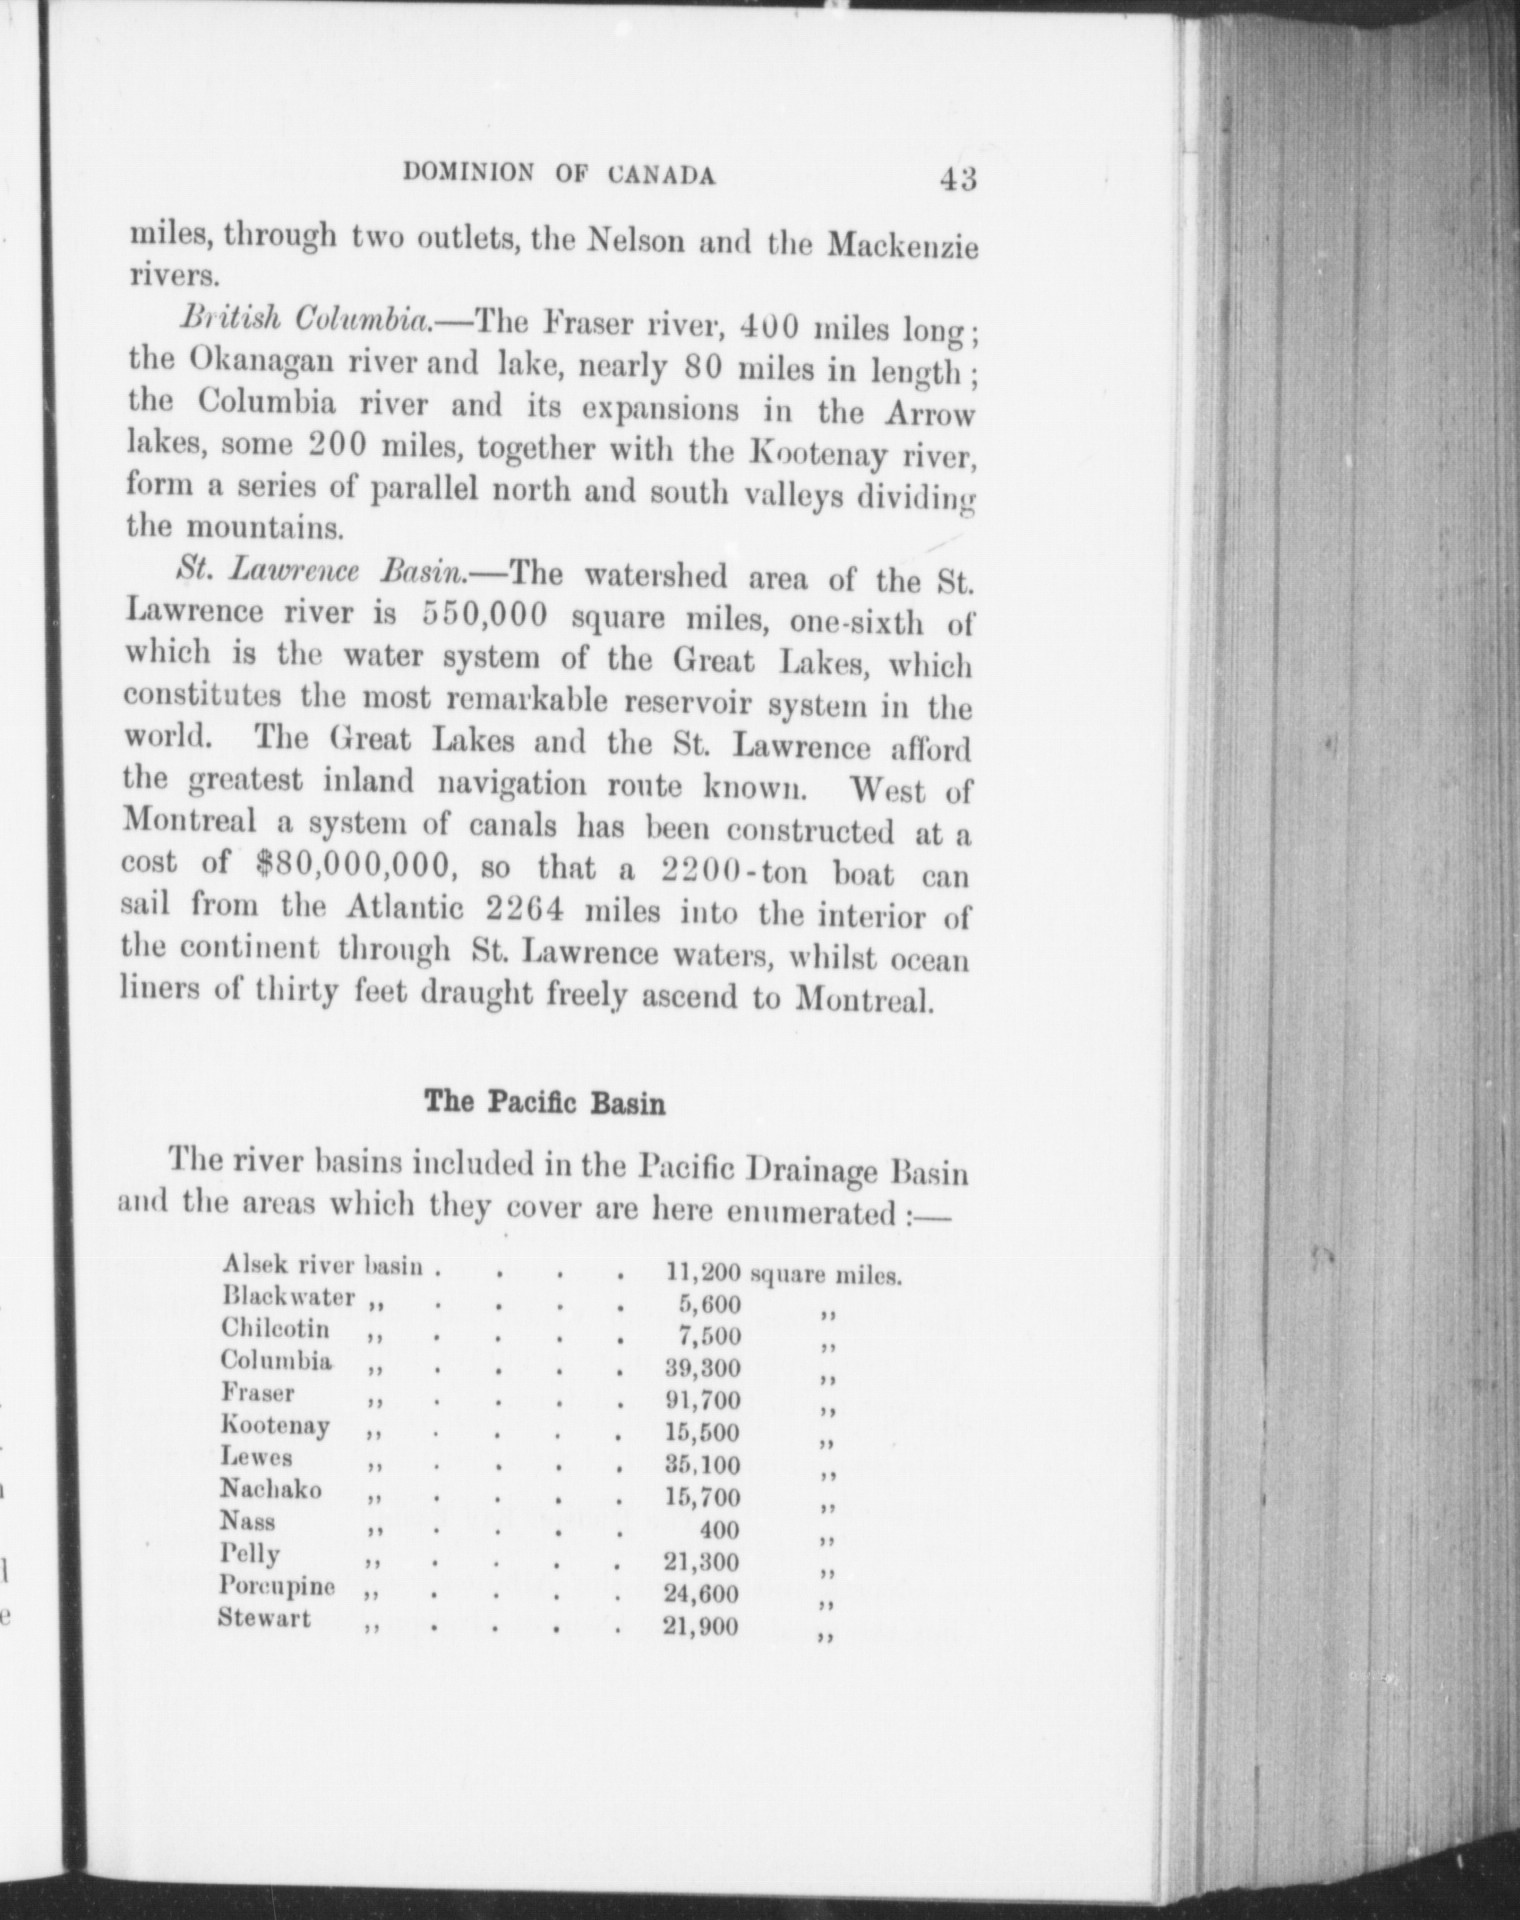 DOMINION OF CANADA 43
miles, through two outlets, the Nelson and the Mackenzie
rivers.
British Columbia.—The Fraser river, 400 miles long;
the Okanagan river and lake, nearly 80 miles in length;
the Columbia river and its expansions in the Arrow
lakes, some 200 miles, together with the Kootenay river,
form a series of parallel north and south valleys dividing
the mountains.
St. Lawrence Basin.—The watershed area of the St.
Lawrence river is 550,000 square miles, one-sixth of
which is the water system of the Great Lakes, which
constitutes the most remarkable reservoir system in the
world. The Great Lakes and the St. Lawrence afford
the greatest inland navigation route known. West of
Montreal a system of canals has been constructed at a
cost of $80,000,000, so that a 2200-ton boat can
sail from the Atlantic 2264 miles into the interior of
the continent through St. Lawrence waters, whilst ocean
liners of thirty feet draught freely ascend to Montreal.
The Pacific Basin
The river basins included in the Pacific Drainage Basin
and the areas which they cover are here enumerated :—
Alsek river basin . . . . 11,200 square miles.
Blackwater ,, . . . . 5,600 ,,
Chilcotin ,, . . . . 7,500 ,,
Columbia ,, . . . . 39,300 ,,
Fraser ,, . . . . 91,700 ,,
Kootenay ,, . . . . 15,500 ,,
Lewes ,, . . . . 35,100 ,,
Nachako ,, . . . . 15,700 ,,
Nass ,, . . . . 400 ,,
Pelly ,, . . . . 21,300 ,,
Porcupine ,, . . . . 24,600 ,,
Stewart ,, . . . . 21,900 ,,